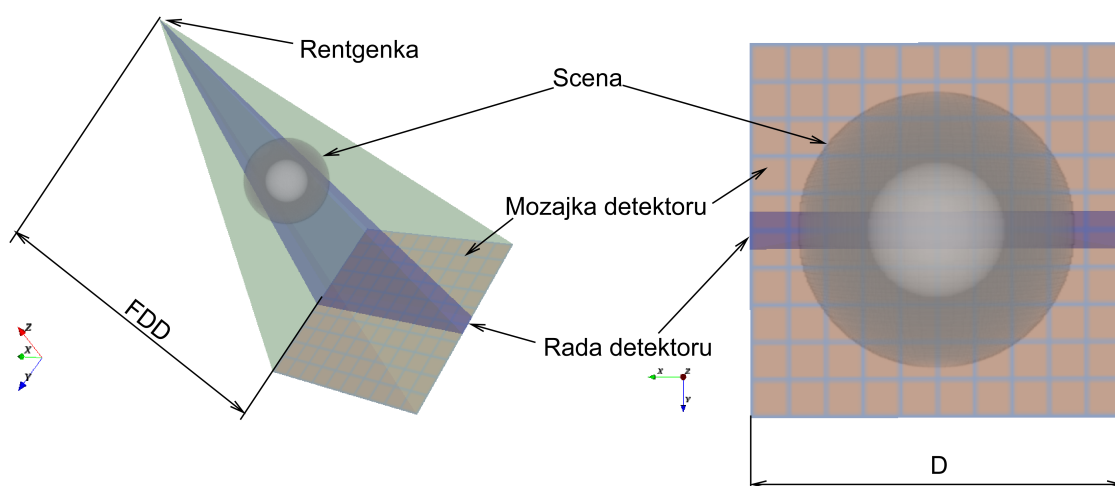 Rentgenka
Scena
Mozajka detektoru
Rada detektoru
FDD
Z
X
Y
X
Z
Y
D